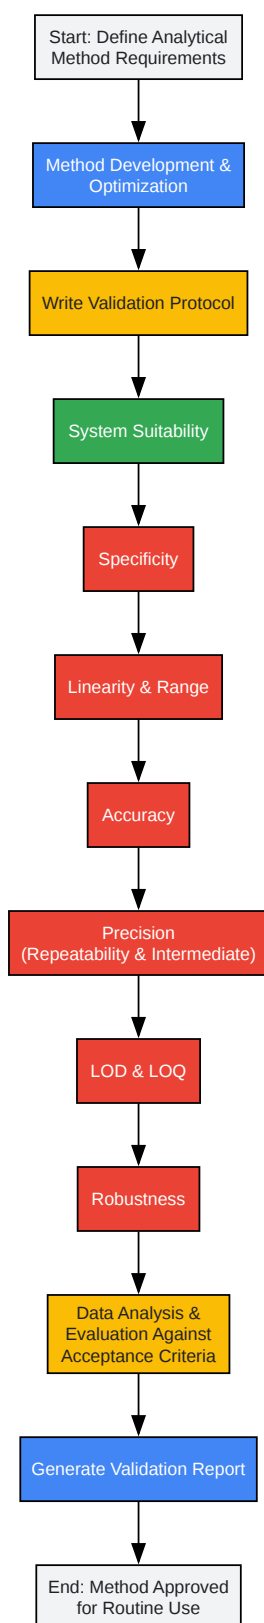 Start: Define Analytical
Method Requirements
Method Development &
Optimization
Write Validation Protocol
System Suitability
Specificity
Linearity & Range
Accuracy
Precision
(Repeatability & Intermediate)
LOD & LOQ
Robustness
Data Analysis &
Evaluation Against
Acceptance Criteria
Generate Validation Report
End: Method Approved
for Routine Use